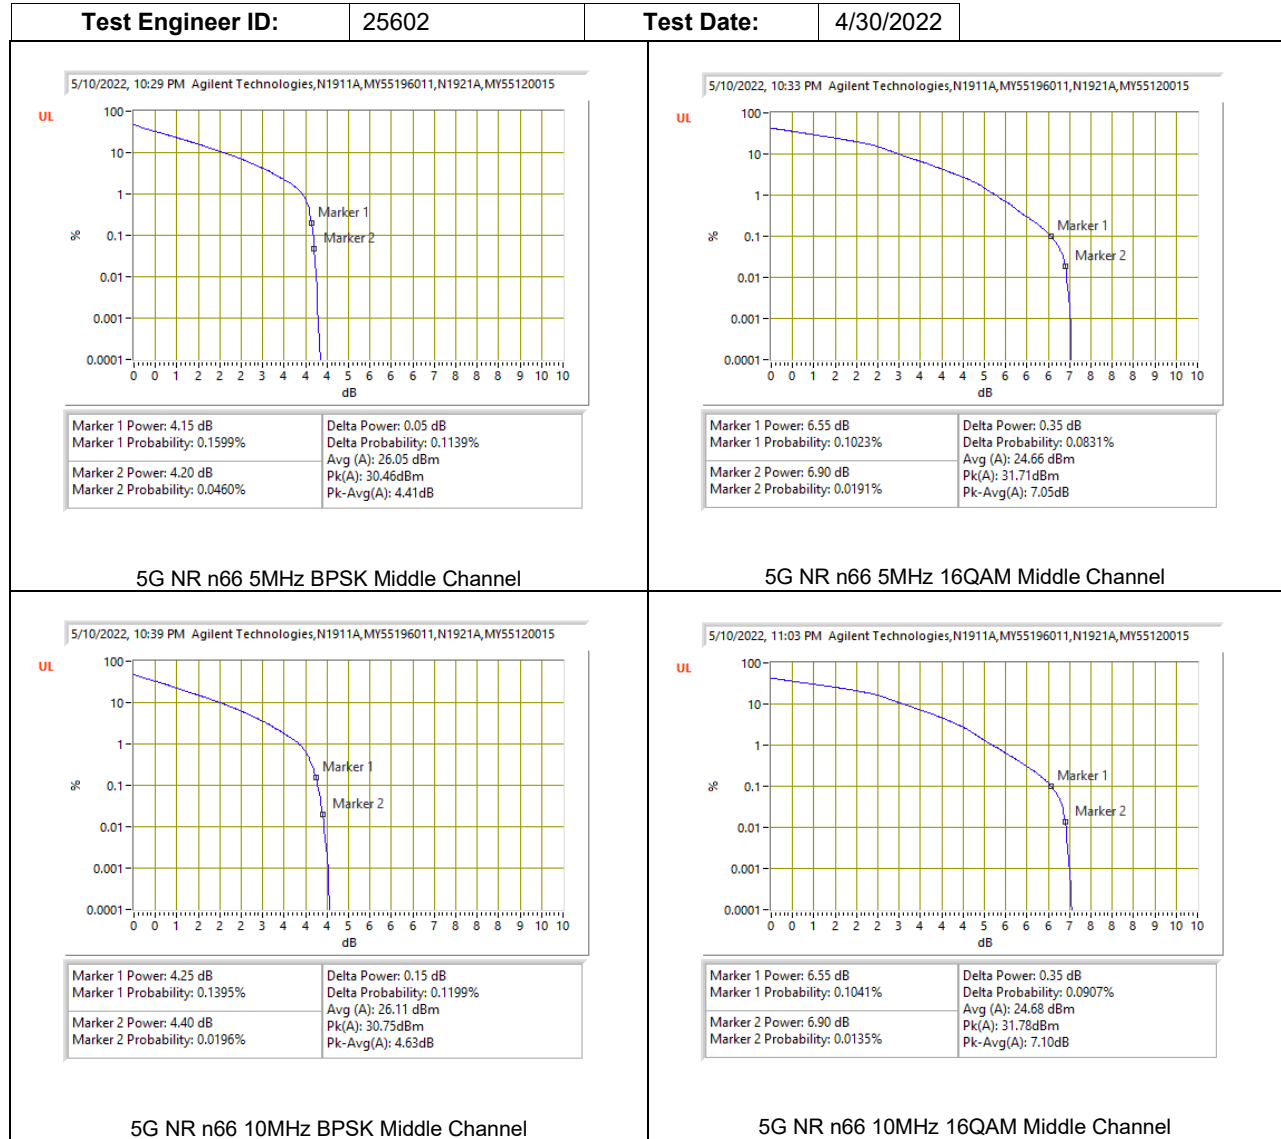 Test Engineer ID: 25602 Test Date: 4/30/2022
5/10/2022, 10:29 PM Agilent Technologies,N1911A,MY55196011,N1921A,MY55120015
UL
100
10
1
0.1
0.01
0.001
0.0001
%
Marker 1
Marker 2
0 0 1 2 2 3 4 4 4 5 6 6 7 8 8 9 10 10
dB
Marker 1 Power: 4.15 dB
Marker 1 Probability: 0.1599%
Marker 2 Power: 4.20 dB
Marker 2 Probability: 0.0460%
Delta Power: 0.05 dB
Delta Probability: 0.1139%
Avg (A): 26.05 dBm
Pk(A): 30.46dBm
Pk-Avg(A): 4.41dB
5G NR n66 5MHz BPSK Middle Channel
5/10/2022, 10:33 PM Agilent Technologies,N1911A,MY55196011,N1921A,MY55120015
UL
100
10
1
0.1
0.01
0.001
0.0001
%
Marker 1
Marker 2
0 0 1 2 2 2 3 4 4 5 5 6 6 7 8 8 9 10 10
dB
Marker 1 Power: 6.55 dB
Marker 1 Probability: 0.1023%
Marker 2 Power: 6.90 dB
Marker 2 Probability: 0.0191%
Delta Power: 0.35 dB
Delta Probability: 0.0831%
Avg (A): 24.66 dBm
Pk(A): 31.71dBm
Pk-Avg(A): 7.05dB
5G NR n66 5MHz 16QAM Middle Channel
5/10/2022, 10:39 PM Agilent Technologies,N1911A,MY55196011,N1921A,MY55120015
UL
100
10
1
0.1
0.01
0.001
0.0001
%
Marker 1
Marker 2
0 0 1 2 2 2 3 4 4 4 5 6 6 7 8 8 9 10 10
dB
Marker 1 Power: 4.25 dB
Marker 1 Probability: 0.1395%
Marker 2 Power: 4.40 dB
Marker 2 Probability: 0.0196%
Delta Power: 0.15 dB
Delta Probability: 0.1199%
Avg (A): 26.11 dBm
Pk(A): 30.75dBm
Pk-Avg(A): 4.63dB
5G NR n66 10MHz BPSK Middle Channel
5/10/2022, 11:03 PM Agilent Technologies,N1911A,MY55196011,N1921A,MY55120015
UL
100
10
1
0.1
0.01
0.001
0.0001
%
Marker 1
Marker 2
0 0 1 2 2 2 3 4 4 5 5 6 6 7 8 8 9 10 10
dB
Marker 1 Power: 6.55 dB
Marker 1 Probability: 0.1041%
Marker 2 Power: 6.90 dB
Marker 2 Probability: 0.0135%
Delta Power: 0.35 dB
Delta Probability: 0.0907%
Avg (A): 24.68 dBm
Pk(A): 31.78dBm
Pk-Avg(A): 7.10dB
5G NR n66 10MHz 16QAM Middle Channel